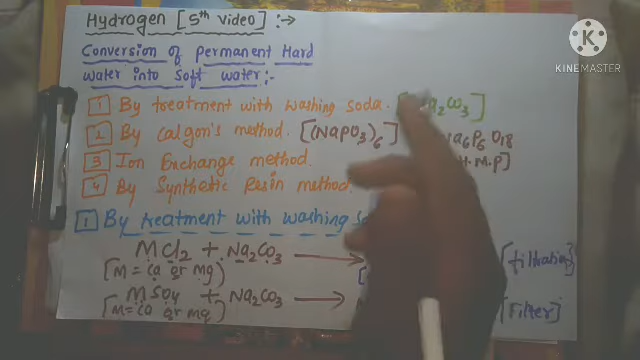 Hydrogen [5th video] :→
Conversion of permanent Hard
water into soft water :-
1 By treatment with washing soda. [Na2CO3]
2 By calgon's method. [(NaPO3)6] Na6P6O18
3 Ion Exchange method. H.M.P]
4 By Synthetic Resin method.
1 By treatment with washing
MCl2 + Na2CO3 → [filtration]
[M = Ca or Mg]
MSO4 + Na2CO3 → [Filter]
[M = Ca or Mg]
K
KINEMASTER